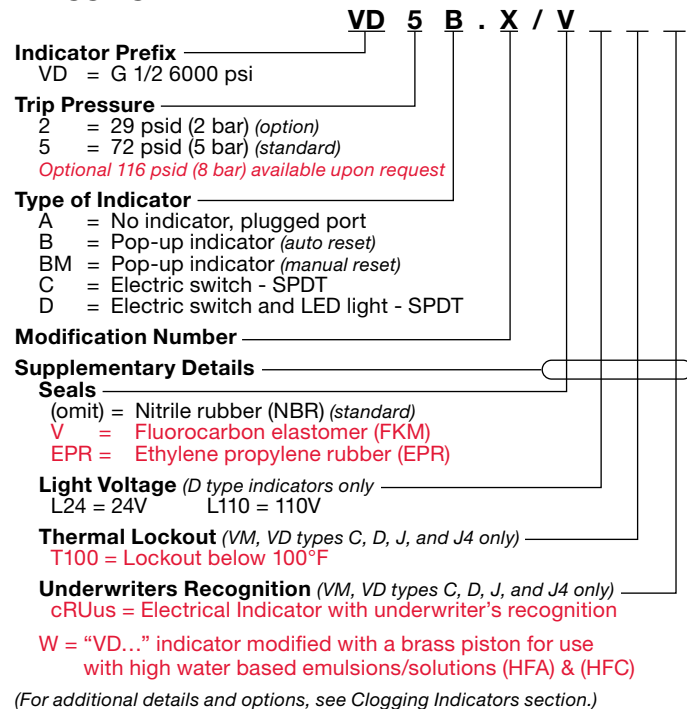 VD 5 B . X / V
Indicator Prefix
VD = G 1/2 6000 psi
Trip Pressure
2 = 29 psid (2 bar) (option)
5 = 72 psid (5 bar) (standard)
Optional 116 psid (8 bar) available upon request
Type of Indicator
A = No indicator, plugged port
B = Pop-up indicator (auto reset)
BM = Pop-up indicator (manual reset)
C = Electric switch - SPDT
D = Electric switch and LED light - SPDT
Modification Number
Supplementary Details
Seals
(omit) = Nitrile rubber (NBR) (standard)
V = Fluorocarbon elastomer (FKM)
EPR = Ethylene propylene rubber (EPR)
Light Voltage (D type indicators only
L24 = 24V L110 = 110V
Thermal Lockout (VM, VD types C, D, J, and J4 only)
T100 = Lockout below 100°F
Underwriters Recognition (VM, VD types C, D, J, and J4 only)
cRUus = Electrical Indicator with underwriter's recognition
W = “VD…” indicator modified with a brass piston for use
with high water based emulsions/solutions (HFA) & (HFC)
(For additional details and options, see Clogging Indicators section.)